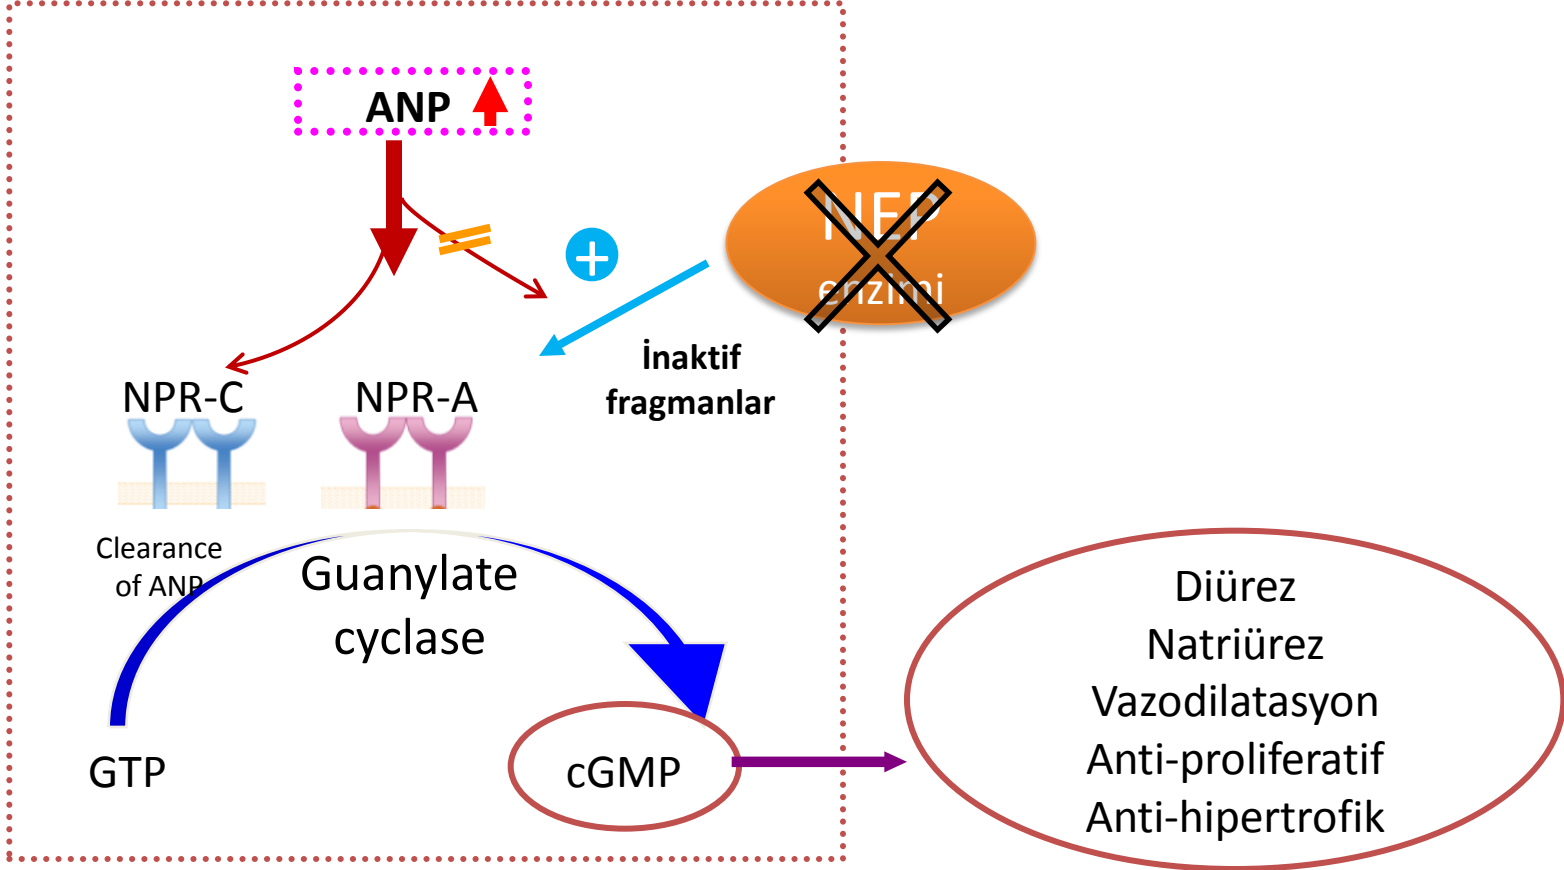 ANP
NEP
enzimi
+
İnaktif
fragmanlar
NPR-C
NPR-A
Clearance
of ANP
Guanylate
cyclase
GTP
cGMP
Diürez
Natriürez
Vazodilatasyon
Anti-proliferatif
Anti-hipertrofik